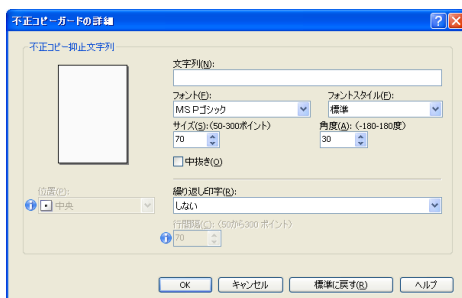 不正コピーガードの詳細
不正コピー抑止文字列
文字列(N):
フォント(F):
フォントスタイル(F):
MS Pゴシック
標準
サイズ(S):(50-300ポイント)
角度(A): (-180-180度)
70
30
中抜き(O)
位置(P):
中央
繰り返し印字(R):
しない
行間隔(C): (50から300 ポイント)
70
OK
キャンセル
標準に戻す(R)
ヘルプ